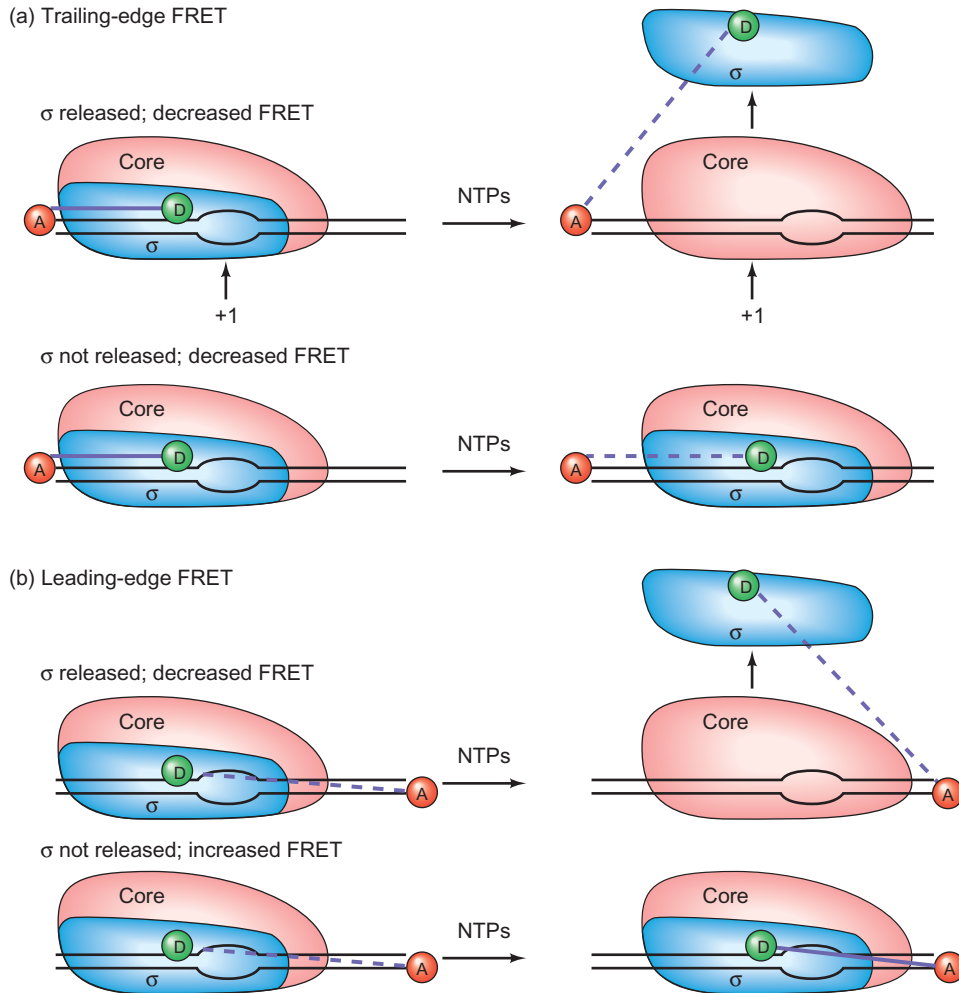 (a) Trailing-edge FRET
D
σ
σ released; decreased FRET
Core
Core
NTPs
A
D
A
σ
+1
+1
σ not released; decreased FRET
Core
Core
NTPs
A
D
A
D
σ
σ
(b) Leading-edge FRET
D
σ
σ released; decreased FRET
Core
Core
NTPs
D
A
A
σ
σ not released; increased FRET
Core
Core
NTPs
D
A
D
A
σ
σ